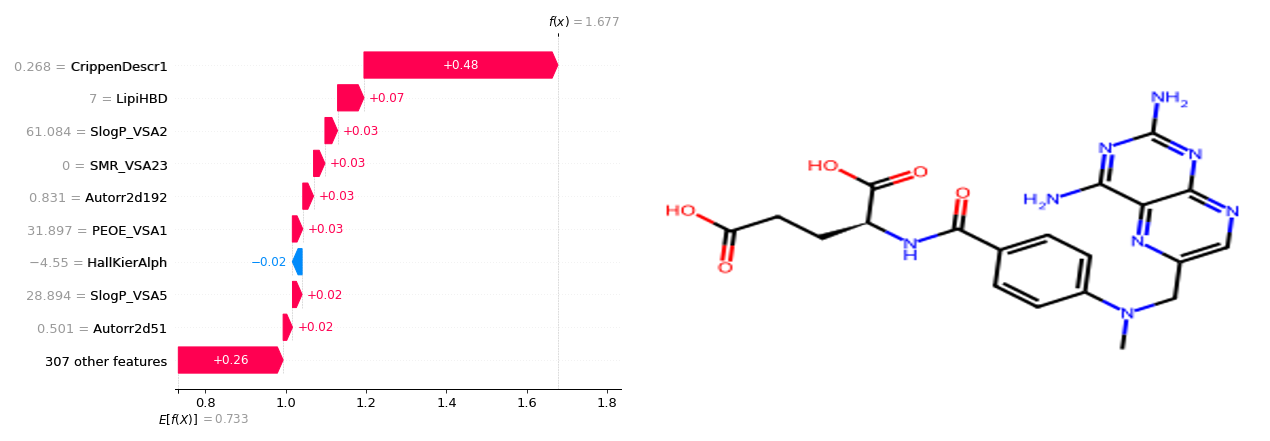 f(x) = 1.677
0.268 = CrippenDescr1
+0.48
7 = LipiHBD
+0.07
61.084 = SlogP_VSA2
+0.03
0 = SMR_VSA23
+0.03
0.831 = Autorr2d192
+0.03
31.897 = PEOE_VSA1
+0.03
−4.55 = HallKierAlph
−0.02
28.894 = SlogP_VSA5
+0.02
0.501 = Autorr2d51
+0.02
307 other features
+0.26
0.8 1.0 1.2 1.4 1.6 1.8
E[f(X)] = 0.733
NH₂
N
N
HO
O
O
H₂N
HO
N
N
N
H
O
N